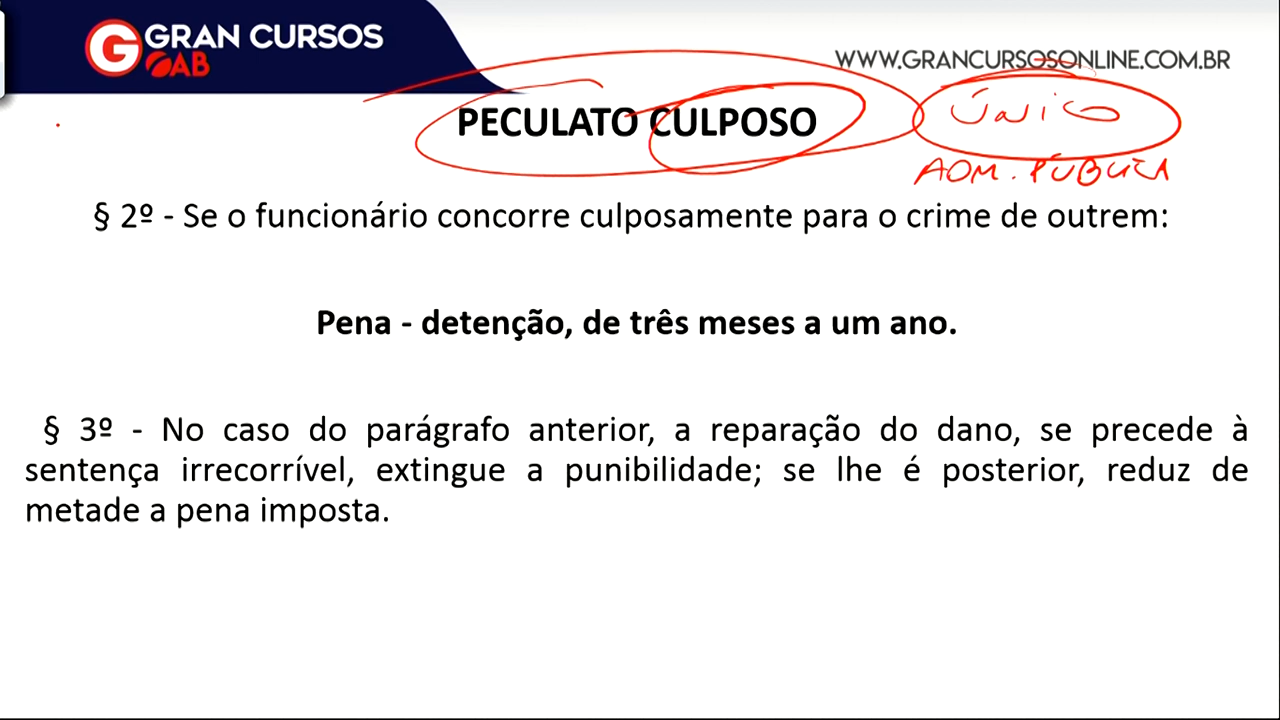 GRAN CURSOS
OAB
WWW.GRANCURSOSONLINE.COM.BR
PECULATO CULPOSO
ÚNICO
ADM. PÚBLICA
§ 2º - Se o funcionário concorre culposamente para o crime de outrem:
Pena - detenção, de três meses a um ano.
§ 3º - No caso do parágrafo anterior, a reparação do dano, se precede à
sentença irrecorrível, extingue a punibilidade; se lhe é posterior, reduz de
metade a pena imposta.